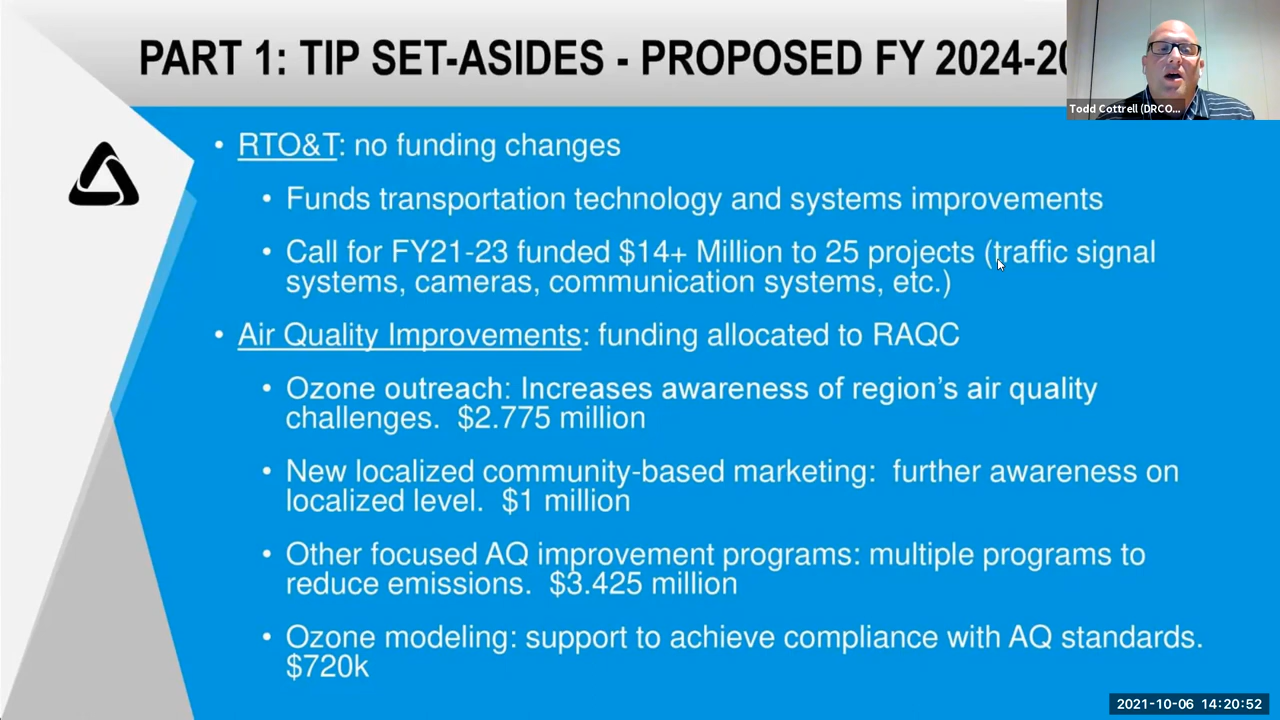 PART 1: TIP SET-ASIDES - PROPOSED FY 2024-20
Todd Cottrell (DRCO...
• RTO&T: no funding changes
• Funds transportation technology and systems improvements
• Call for FY21-23 funded $14+ Million to 25 projects (traffic signal
systems, cameras, communication systems, etc.)
• Air Quality Improvements: funding allocated to RAQC
• Ozone outreach: Increases awareness of region’s air quality
challenges.  $2.775 million
• New localized community-based marketing:  further awareness on
localized level.  $1 million
• Other focused AQ improvement programs: multiple programs to
reduce emissions.  $3.425 million
• Ozone modeling: support to achieve compliance with AQ standards.
$720k
2021-10-06 14:20:52